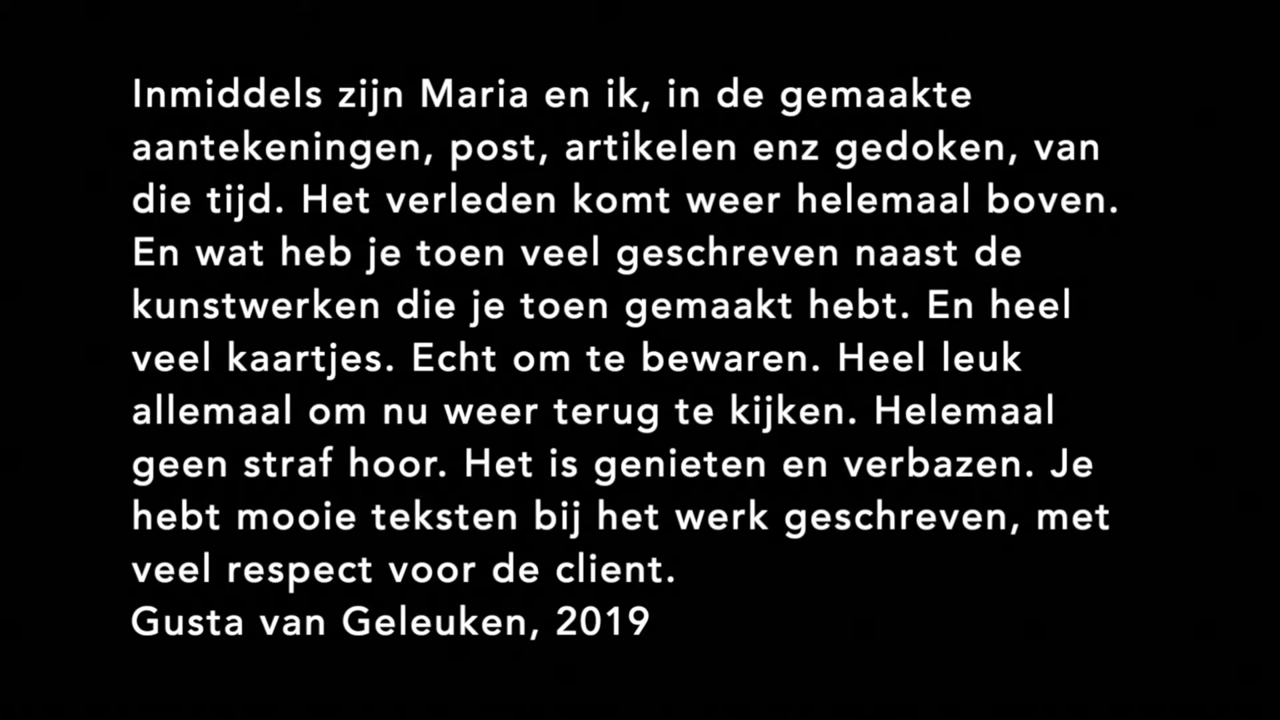 Inmiddels zijn Maria en ik, in de gemaakte
aantekeningen, post, artikelen enz gedoken, van
die tijd. Het verleden komt weer helemaal boven.
En wat heb je toen veel geschreven naast de
kunstwerken die je toen gemaakt hebt. En heel
veel kaartjes. Echt om te bewaren. Heel leuk
allemaal om nu weer terug te kijken. Helemaal
geen straf hoor. Het is genieten en verbazen. Je
hebt mooie teksten bij het werk geschreven, met
veel respect voor de client.
Gusta van Geleuken, 2019